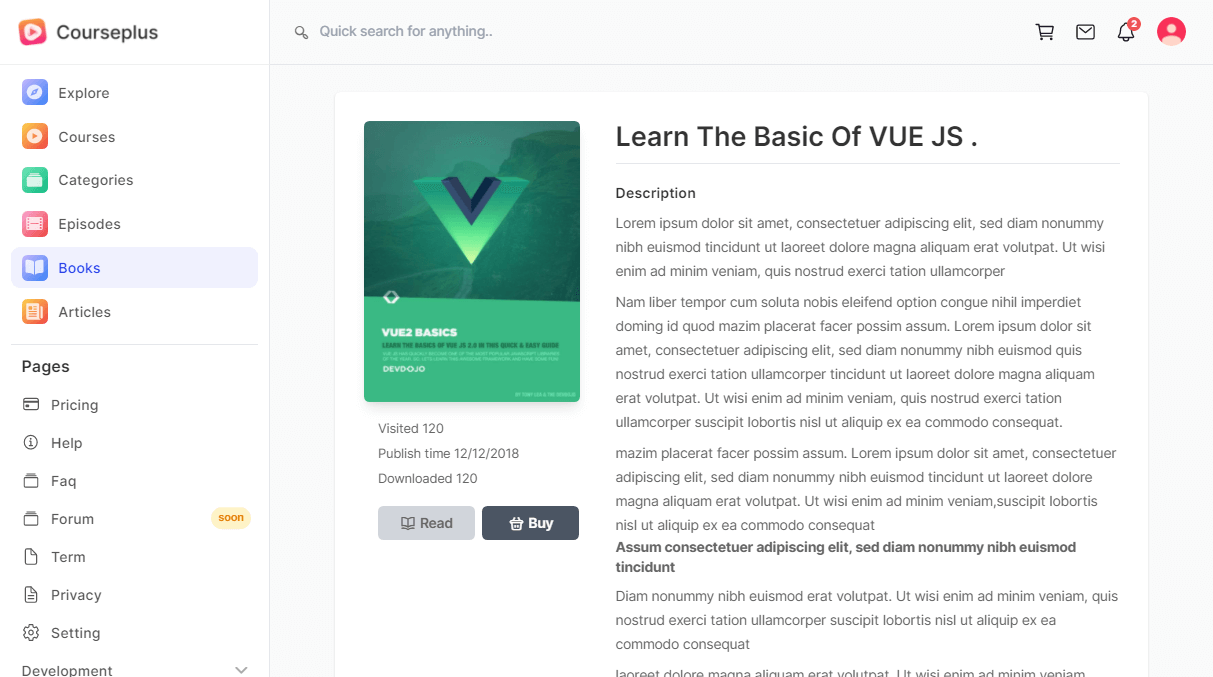 Courseplus
Quick search for anything..
2
Explore
Courses
Categories
Episodes
Books
Articles
Pages
Pricing
Help
Faq
Forum
soon
Term
Privacy
Setting
Development
VUE2 BASICS
LEARN THE BASICS OF VUE JS 2.0 IN THIS QUICK & EASY GUIDE
DEVDOJO
Visited 120
Publish time 12/12/2018
Downloaded 120
Read
Buy
Learn The Basic Of VUE JS .
Description
Lorem ipsum dolor sit amet, consectetuer adipiscing elit, sed diam nonummy
nibh euismod tincidunt ut laoreet dolore magna aliquam erat volutpat. Ut wisi
enim ad minim veniam, quis nostrud exerci tation ullamcorper
Nam liber tempor cum soluta nobis eleifend option congue nihil imperdiet
doming id quod mazim placerat facer possim assum. Lorem ipsum dolor sit
amet, consectetuer adipiscing elit, sed diam nonummy nibh euismod quis
nostrud exerci tation ullamcorper tincidunt ut laoreet dolore magna aliquam
erat volutpat. Ut wisi enim ad minim veniam, quis nostrud exerci tation
ullamcorper suscipit lobortis nisl ut aliquip ex ea commodo consequat.
mazim placerat facer possim assum. Lorem ipsum dolor sit amet, consectetuer
adipiscing elit, sed diam nonummy nibh euismod tincidunt ut laoreet dolore
magna aliquam erat volutpat. Ut wisi enim ad minim veniam,suscipit lobortis
nisl ut aliquip ex ea commodo consequat
Assum consectetuer adipiscing elit, sed diam nonummy nibh euismod
tincidunt
Diam nonummy nibh euismod erat volutpat. Ut wisi enim ad minim veniam, quis
nostrud exerci tation ullamcorper suscipit lobortis nisl ut aliquip ex ea
commodo consequat
laoreet dolore magna aliquam erat volutpat. Ut wisi enim ad minim veniam